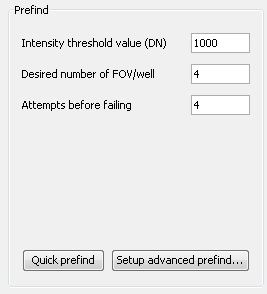 Prefind
Intensity threshold value (DN) 1000
Desired number of FOV/well 4
Attempts before failing 4
Quick prefind Setup advanced prefind...